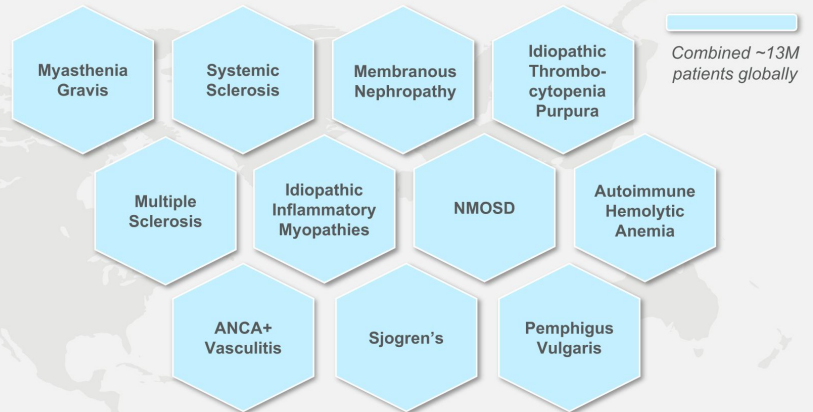 Myasthenia
Gravis
Systemic
Sclerosis
Membranous
Nephropathy
Idiopathic
Thrombo-
cytopenia
Purpura
Combined ~13M
patients globally
Multiple
Sclerosis
Idiopathic
Inflammatory
Myopathies
NMOSD
Autoimmune
Hemolytic
Anemia
ANCA+
Vasculitis
Sjogren's
Pemphigus
Vulgaris